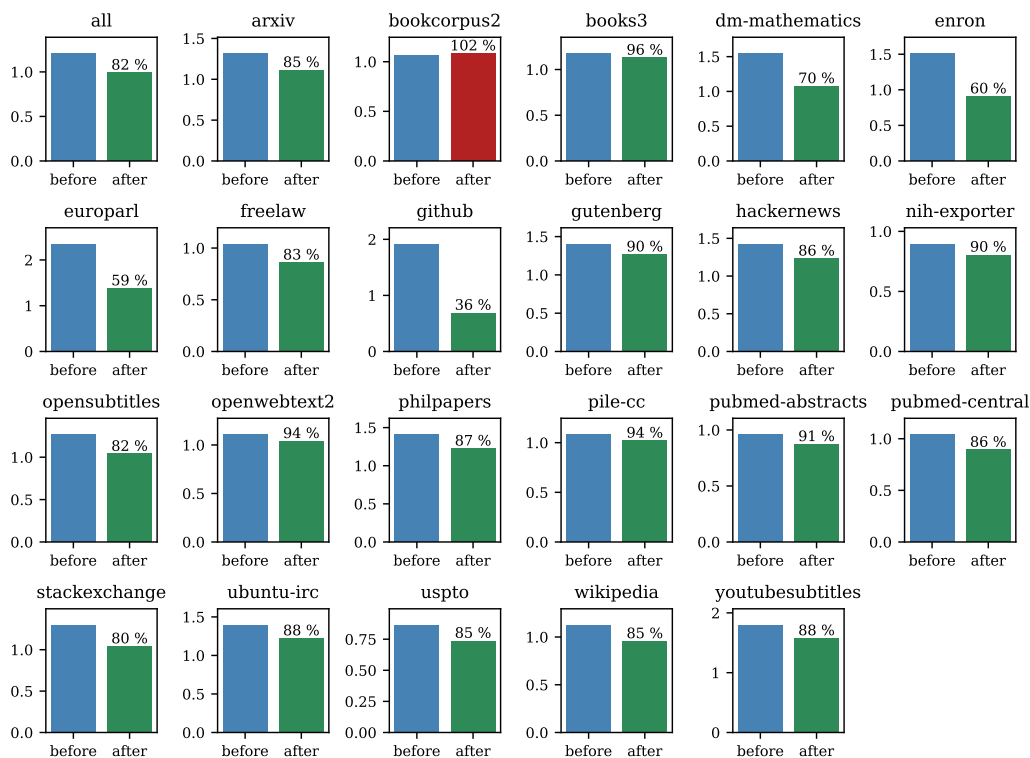 all arxiv bookcorpus2 books3 dm-mathematics enron
82 % 85 % 102 % 96 % 70 % 60 %
1.0 0.0
1.5 1.0 0.5 0.0
1.0 0.5 0.0
1.0 0.0
1.5 1.0 0.5 0.0
1.5 1.0 0.5 0.0
before after before after before after before after before after before after
europarl freelaw github gutenberg hackernews nih-exporter
59 % 83 % 36 % 90 % 86 % 90 %
2 1 0
1.0 0.5 0.0
2 1 0
1.5 1.0 0.5 0.0
1.5 1.0 0.5 0.0
1.0 0.5 0.0
before after before after before after before after before after before after
opensubtitles openwebtext2 philpapers pile-cc pubmed-abstracts pubmed-central
82 % 94 % 87 % 94 % 91 % 86 %
1.0 0.5 0.0
1.0 0.5 0.0
1.5 1.0 0.5 0.0
1.0 0.5 0.0
1.0 0.5 0.0
1.0 0.5 0.0
before after before after before after before after before after before after
stackexchange ubuntu-irc uspto wikipedia youtubesubtitles
80 % 88 % 85 % 85 % 88 %
1.0 0.5 0.0
1.5 1.0 0.5 0.0
0.75 0.50 0.25 0.00
1.0 0.5 0.0
2 1 0
before after before after before after before after before after